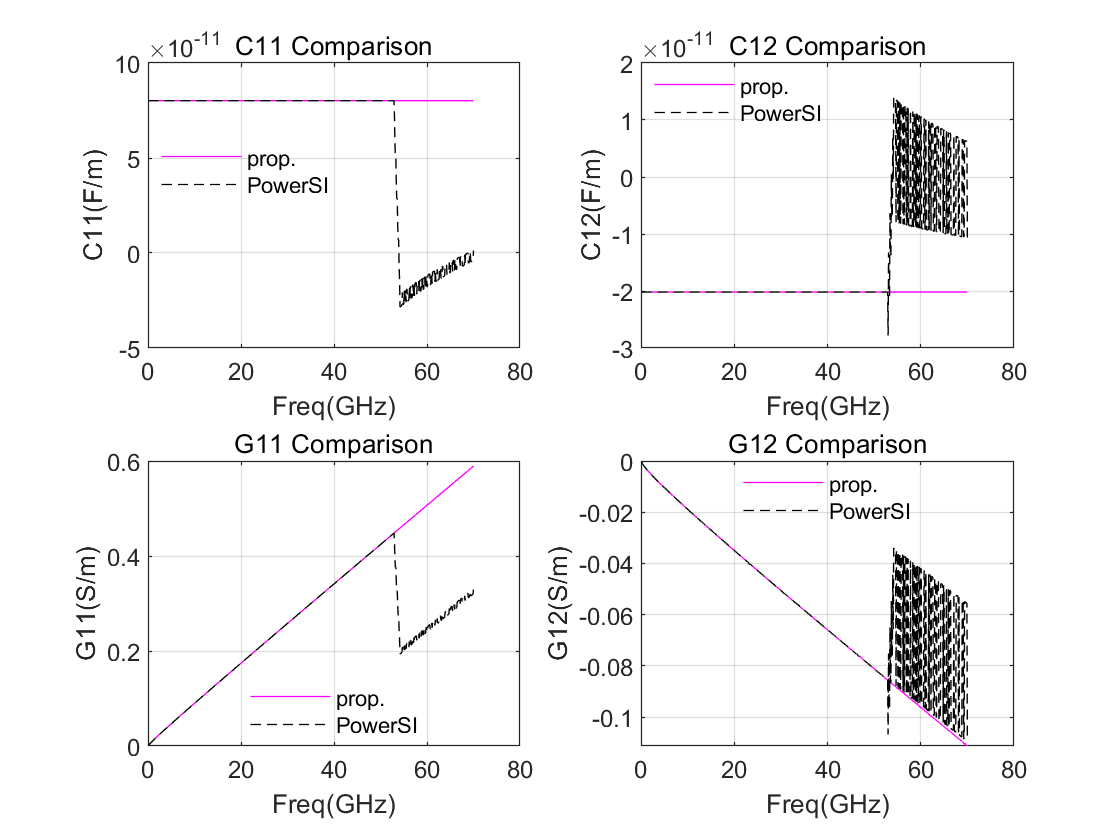 ×10-11 C11 Comparison
10
5
0
-5
C11(F/m)
prop.
PowerSI
0 20 40 60 80
Freq(GHz)
×10-11 C12 Comparison
2
1
0
-1
-2
-3
C12(F/m)
prop.
PowerSI
0 20 40 60 80
Freq(GHz)
G11 Comparison
0.6
0.4
0.2
0
G11(S/m)
prop.
PowerSI
0 20 40 60 80
Freq(GHz)
G12 Comparison
0
-0.02
-0.04
-0.06
-0.08
-0.1
G12(S/m)
prop.
PowerSI
0 20 40 60 80
Freq(GHz)